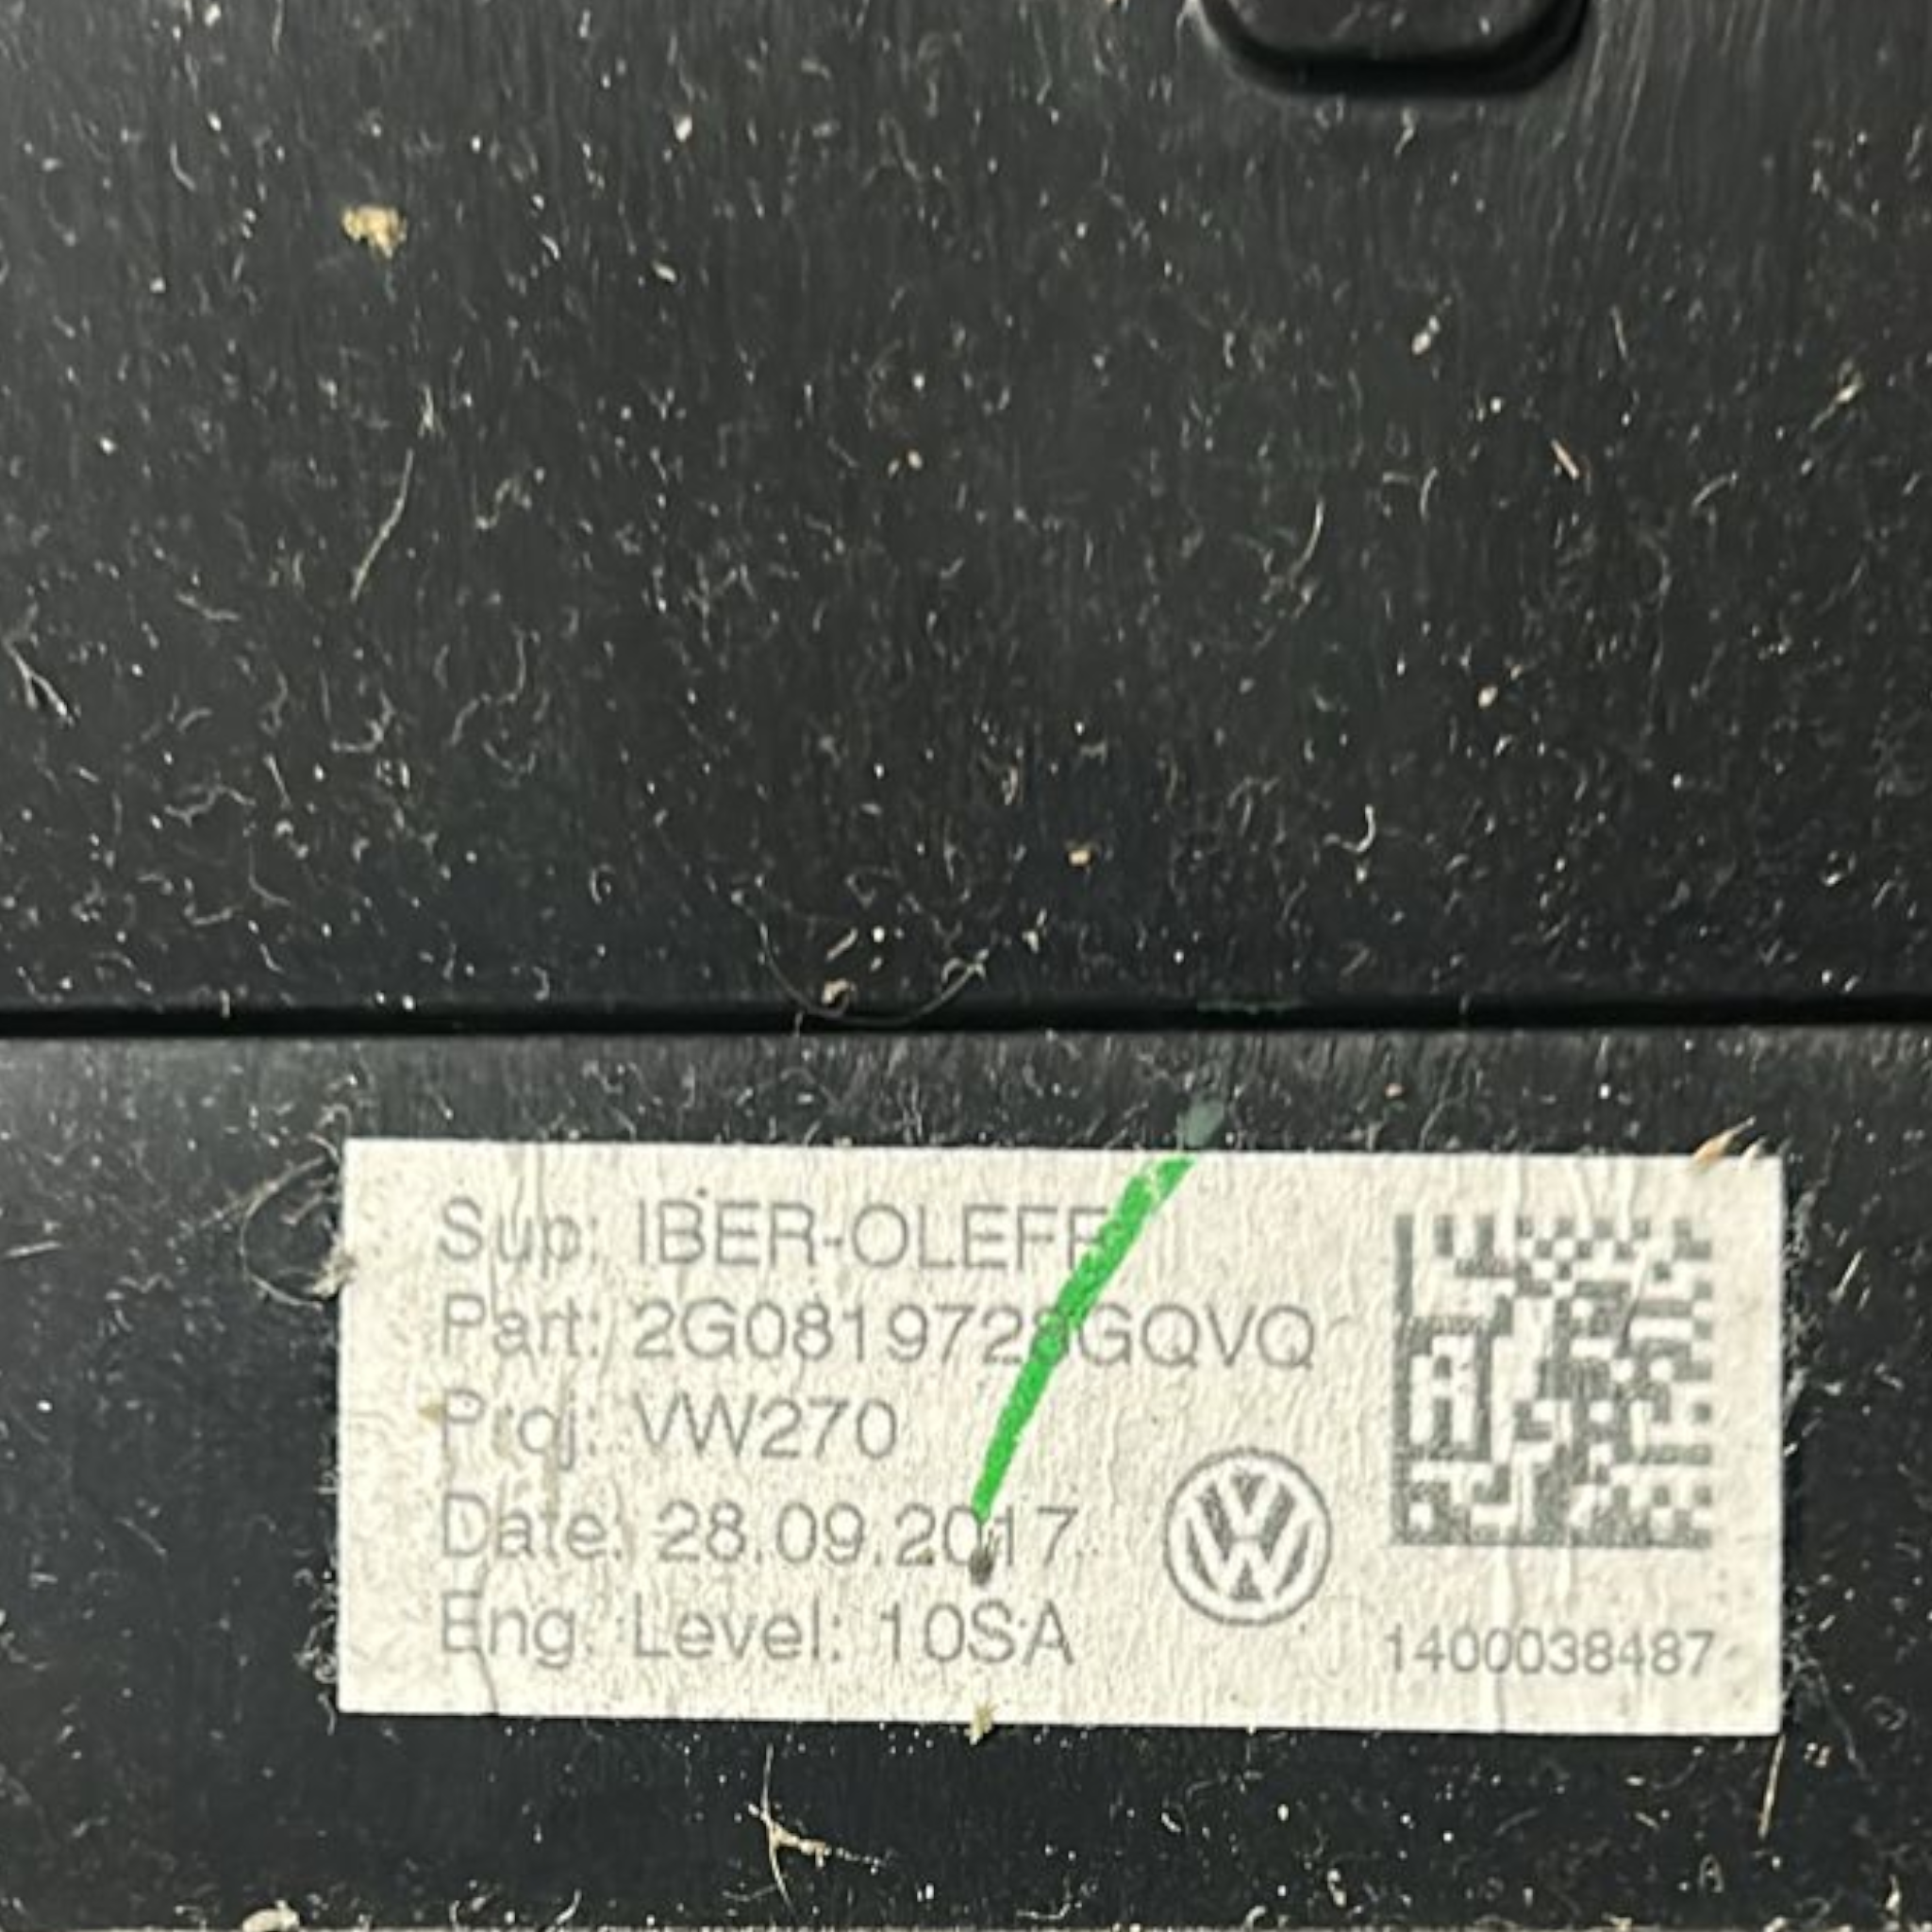 Sup: IBER-OLEFF
Part: 2G0819728GQVQ
Proj: VW270
Date: 28.09.2017
Eng. Level: 10SA
1400038487